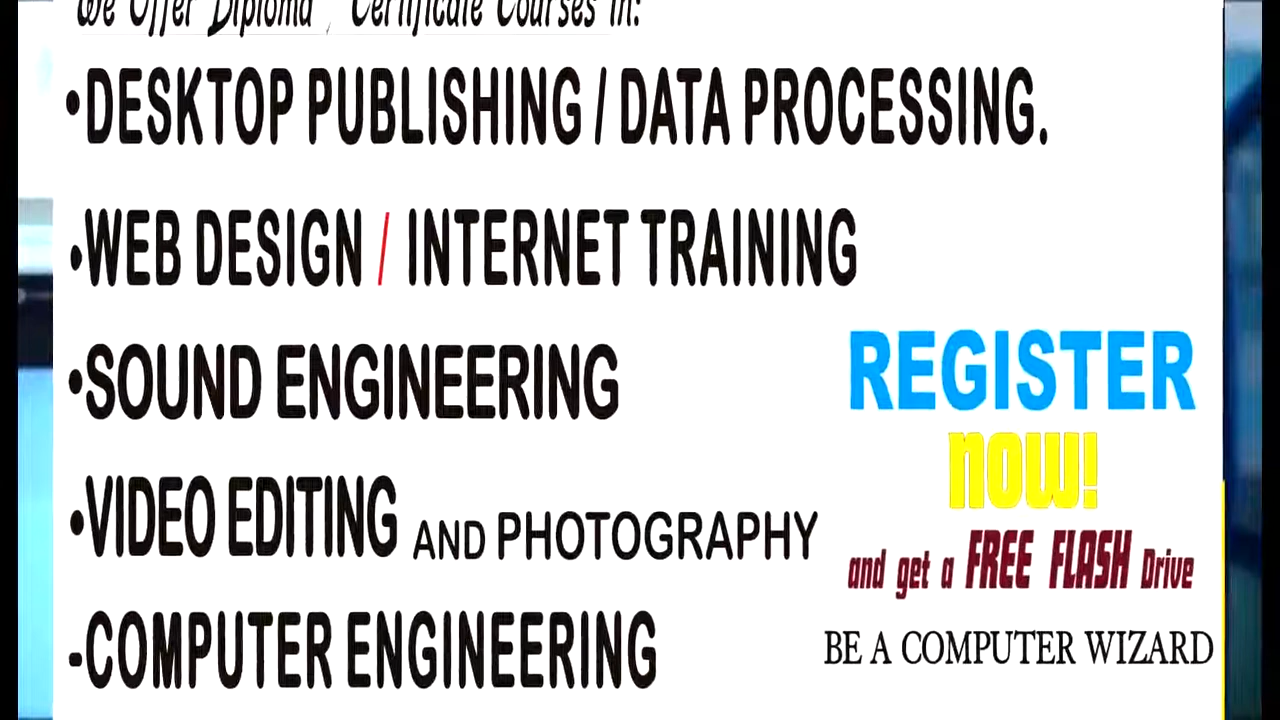 We Offer Diploma , Certificate Courses in:
•DESKTOP PUBLISHING / DATA PROCESSING.
•WEB DESIGN / INTERNET TRAINING
•SOUND ENGINEERING
•VIDEO EDITING AND PHOTOGRAPHY
-COMPUTER ENGINEERING
REGISTER
NOW!
and get a FREE FLASH Drive
BE A COMPUTER WIZARD